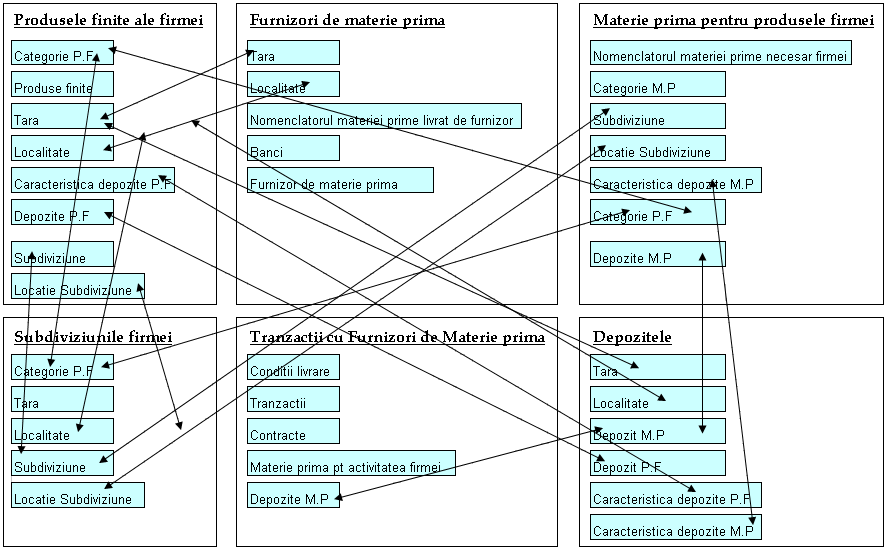 Produsele finite ale firmei
Categorie P.F
Produse finite
Tara
Localitate
Caracteristica depozite P.F
Depozite P.F
Subdiviziune
Locatie Subdiviziune
Furnizori de materie prima
Tara
Localitate
Nomenclatorul materiei prime livrat de furnizor
Banci
Furnizor de materie prima
Materie prima pentru produsele firmei
Nomenclatorul materiei prime necesar firmei
Categorie M.P
Subdiviziune
Locatie Subdiviziune
Caracteristica depozite M.P
Categorie P.F
Depozite M.P
Subdiviziunile firmei
Categorie P.F
Tara
Localitate
Subdiviziune
Locatie Subdiviziune
Tranzactii cu Furnizori de Materie prima
Conditii livrare
Tranzactii
Contracte
Materie prima pt activitatea firmei
Depozite M.P
Depozitele
Tara
Localitate
Depozit M.P
Depozit P.F
Caracteristica depozite P.F
Caracteristica depozite M.P